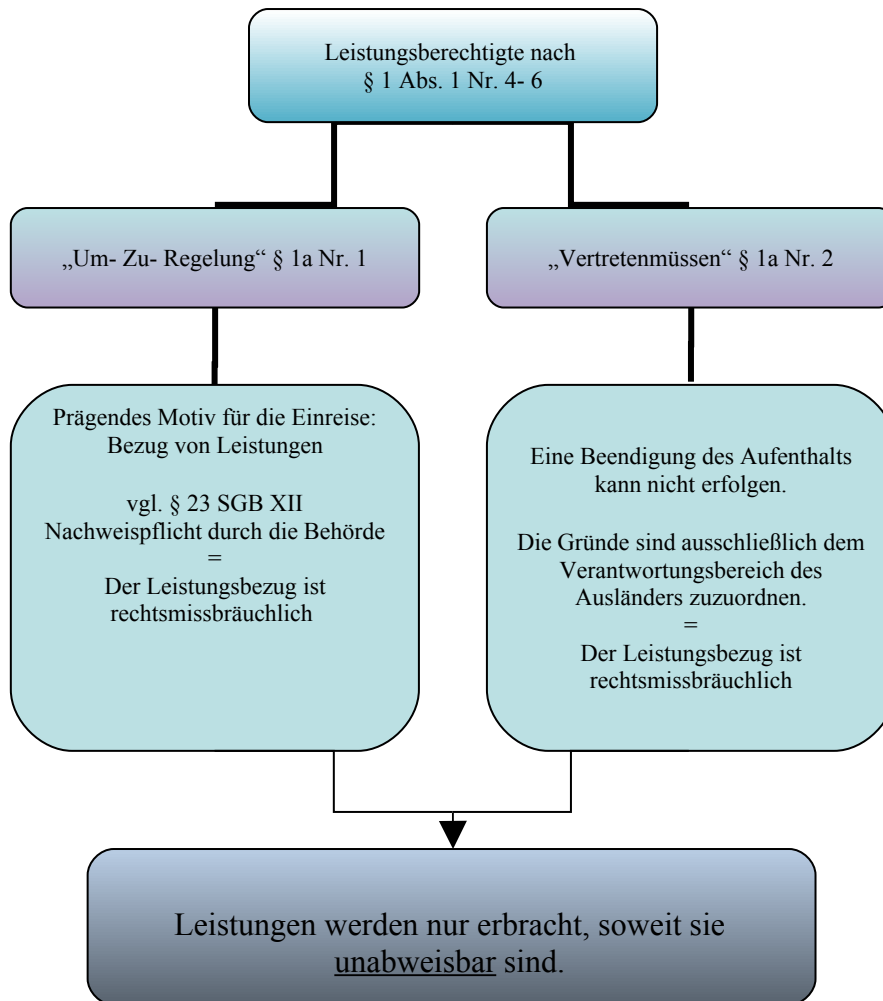 Leistungsberechtigte nach
§ 1 Abs. 1 Nr. 4- 6
„Um- Zu- Regelung“ § 1a Nr. 1
„Vertretenmüssen“ § 1a Nr. 2
Prägendes Motiv für die Einreise:
Bezug von Leistungen
vgl. § 23 SGB XII
Nachweispflicht durch die Behörde
=
Der Leistungsbezug ist
rechtsmissbräuchlich
Eine Beendigung des Aufenthalts
kann nicht erfolgen.
Die Gründe sind ausschließlich dem
Verantwortungsbereich des
Ausländers zuzuordnen.
=
Der Leistungsbezug ist
rechtsmissbräuchlich
Leistungen werden nur erbracht, soweit sie
unabweisbar sind.